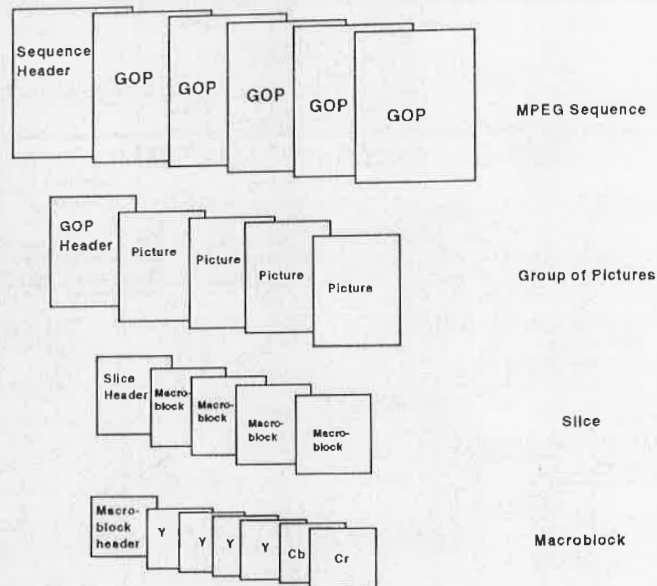 Sequence
Header
GOP
GOP
GOP
GOP
GOP
MPEG Sequence
GOP
Header
Picture
Picture
Picture
Picture
Group of Pictures
Slice
Header
Macro-
block
Macro-
block
Macro-
block
Macro-
block
Slice
Macro-
block
header
Y
Y
Y
Y
Cb
Cr
Macroblock